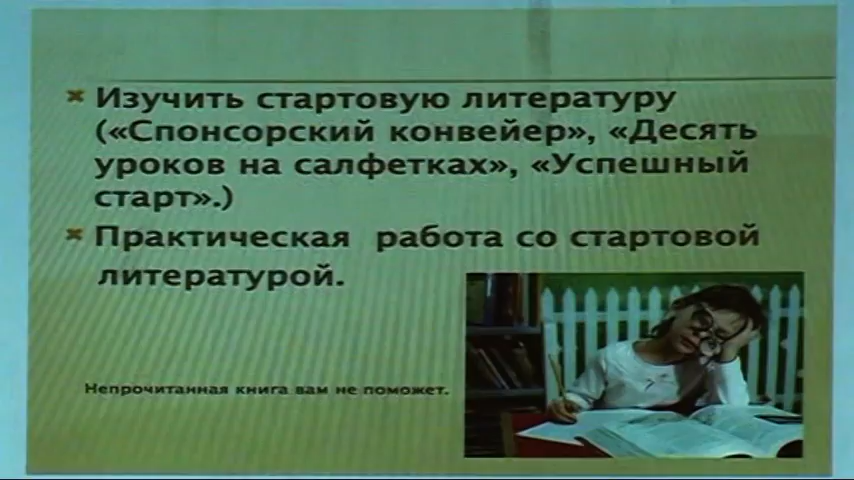 Изучить стартовую литературу
(«Спонсорский конвейер», «Десять
уроков на салфетках», «Успешный
старт».)
Практическая работа со стартовой
литературой.
Непрочитанная книга вам не поможет.